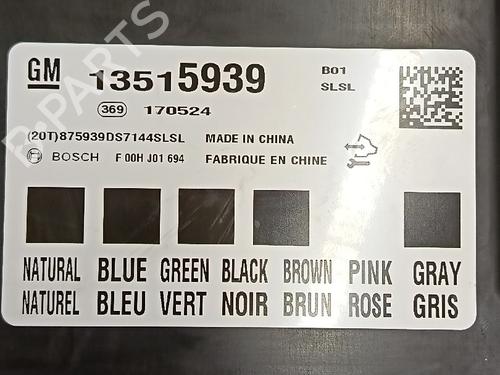 GM 13515939
B01
SLSL
369 170524
(20T)875939DS7144SLSL MADE IN CHINA
BOSCH F 00H J01 694 FABRIQUE EN CHINE
NATURAL BLUE GREEN BLACK BROWN PINK GRAY
NATUREL BLEU VERT NOIR BRUN ROSE GRIS
B-PARTS